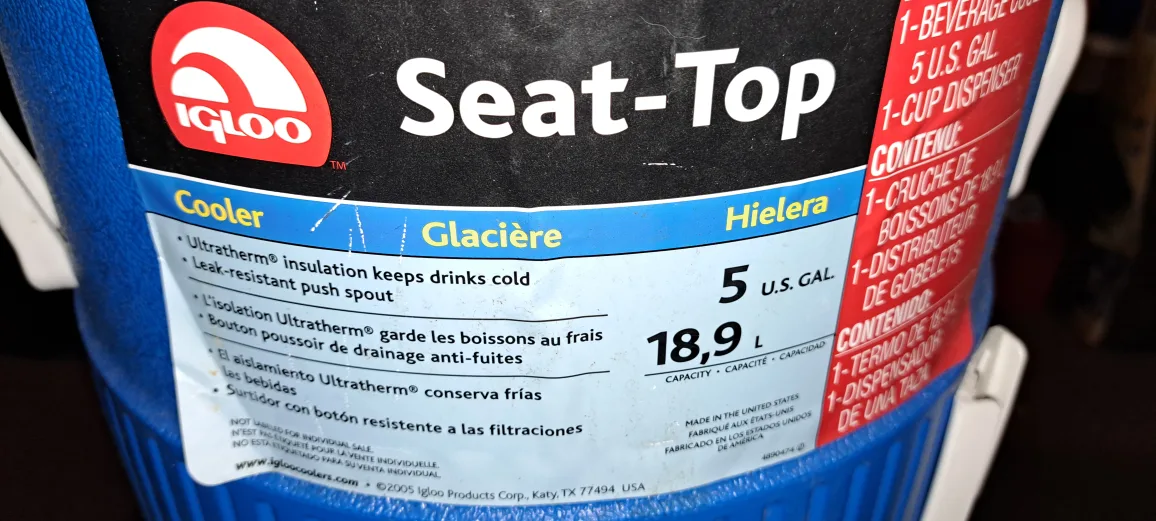 IGLOO
TM
Seat-Top
Cooler
Glacière
Hielera
• Ultratherm® insulation keeps drinks cold
• Leak-resistant push spout
• L'isolation Ultratherm® garde les boissons au frais
• Bouton poussoir de drainage anti-fuites
• El aislamiento Ultratherm® conserva frías
las bebidas
• Surtidor con botón resistente a las filtraciones
5 U.S. GAL.
18,9 L
CAPACITY • CAPACITÉ • CAPACIDAD
NOT LABELED FOR INDIVIDUAL SALE.
N'EST PAS ÉTIQUETÉ POUR LA VENTE INDIVIDUELLE.
NO ESTÁ ETIQUETADO PARA SU VENTA INDIVIDUAL.
MADE IN THE UNITED STATES
FABRIQUÉ AUX ÉTATS-UNIS
FABRICADO EN LOS ESTADOS UNIDOS
DE AMÉRICA
www.igloocoolers.com • ©2005 Igloo Products Corp., Katy, TX 77494 USA
1-BEVERAGE
5 U.S. GAL.
1-CUP DISPENSER
CONTENU:
1-CRUCHE DE
BOISSONS DE 18,9 L
1-DISTRIBUTEUR
DE GOBELETS
CONTENIDO:
1-TERMO DE 18,9 L
1-DISPENSADOR
DE UNA TAZA